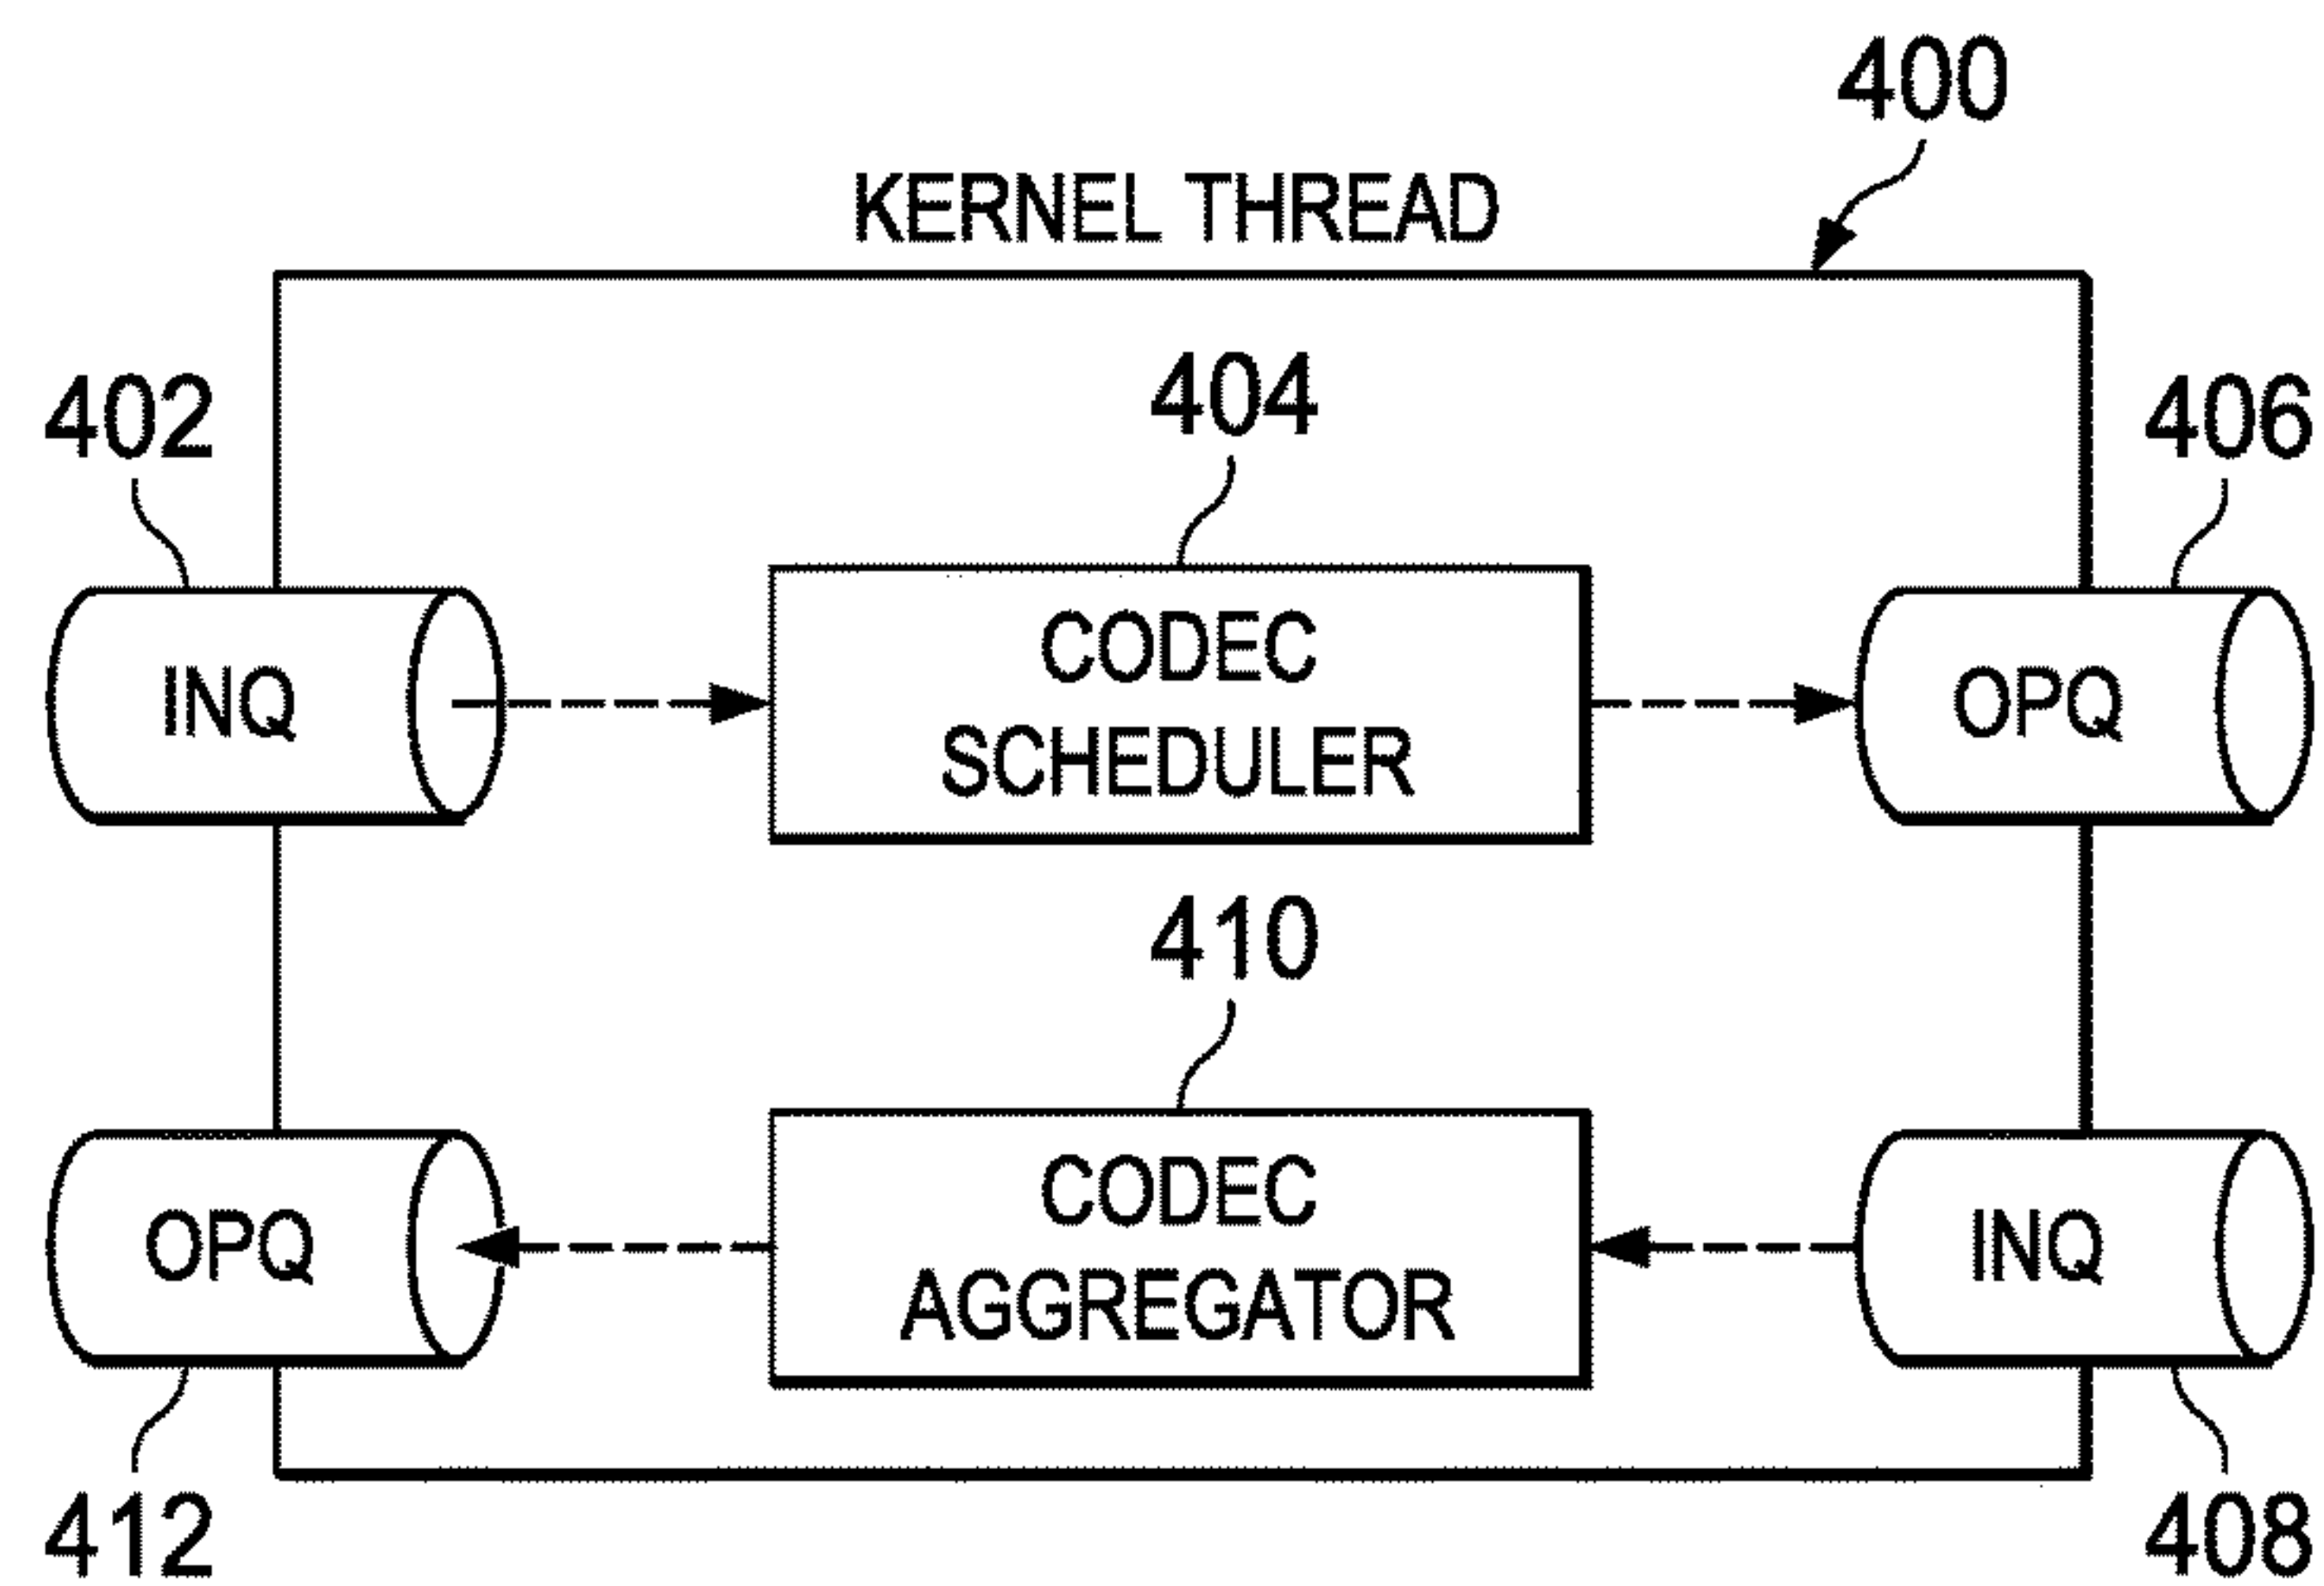 400
KERNEL THREAD
402
404
406
INQ
CODEC
SCHEDULER
OPQ
410
OPQ
CODEC
AGGREGATOR
INQ
412
408